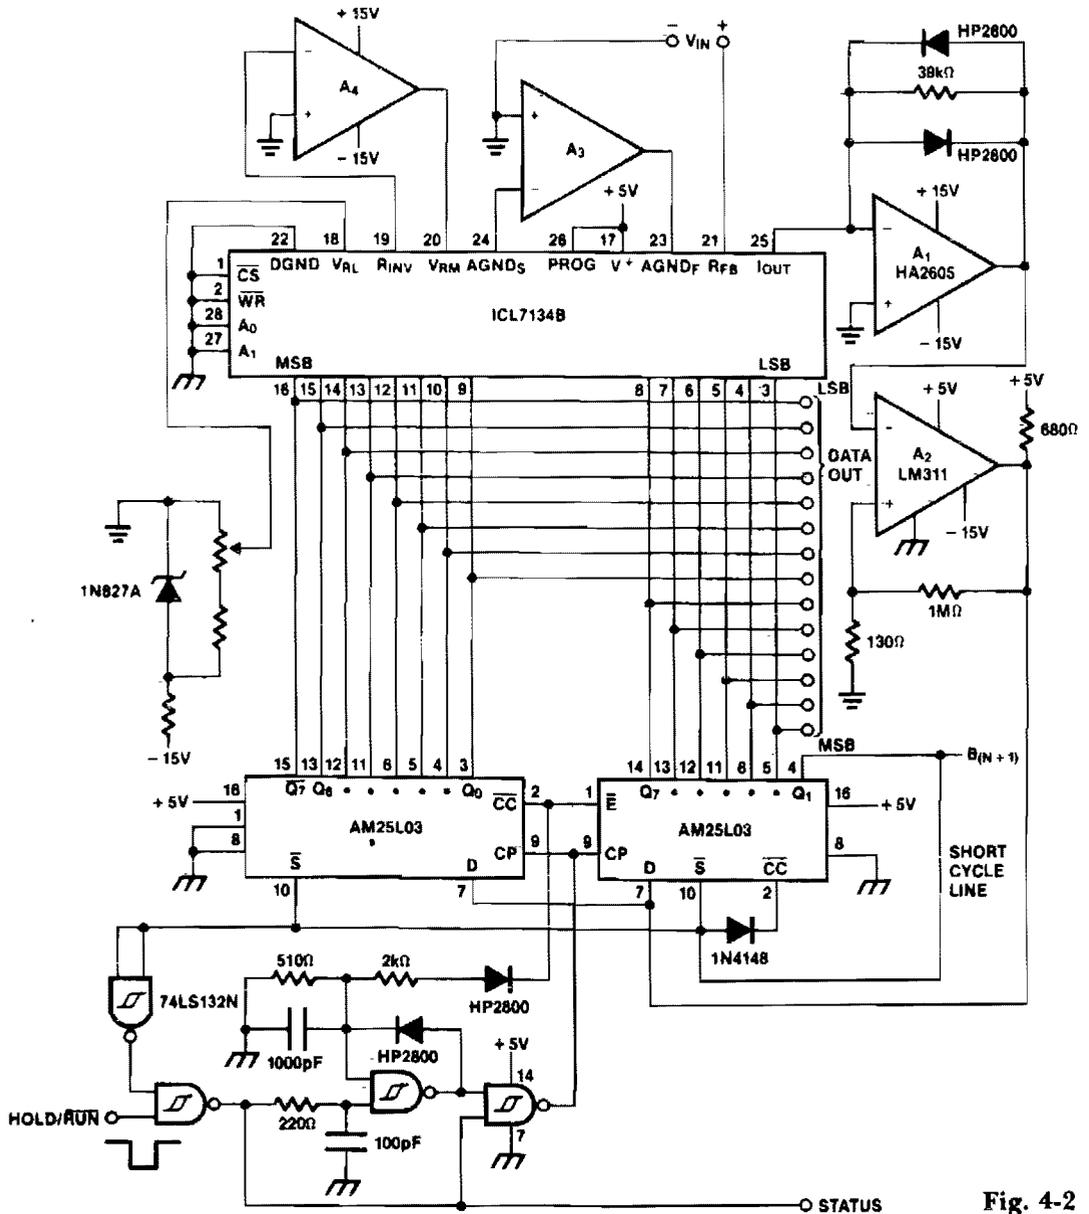 + 15V
−
A4
+
− 15V
−
VIN
+
+
A3
−
+ 5V
HP2800
39kΩ
HP2800
+ 15V
−
A1
HA2605
+
− 15V
22
18
19
20
24
26
17
23
21
25
DGND
VRL
RINV
VRM
AGNDS
PROG
V+
AGNDF
RFB
IOUT
1
CS
2
WR
28
A0
27
A1
ICL7134B
MSB
LSB
16
15
14
13
12
11
10
9
8
7
6
5
4
3
LSB
DATA
OUT
MSB
+5V
−
A2
LM311
+
− 15V
+5V
680Ω
1MΩ
130Ω
1N827A
− 15V
15
13
12
11
6
5
4
3
16
+ 5V
1
8
Q7
Q6
Q0
CC
2
AM25L03
CP
9
S
D
10
7
14
13
12
11
6
5
4
B(N + 1)
1
E
Q7
Q1
16
+ 5V
9
CP
AM25L03
8
D
S
CC
7
10
2
SHORT
CYCLE
LINE
1N4148
74LS132N
510Ω
2kΩ
HP2800
1000pF
HP2800
+ 5V
14
7
HOLD/RUN
220Ω
100pF
STATUS
Fig. 4-2